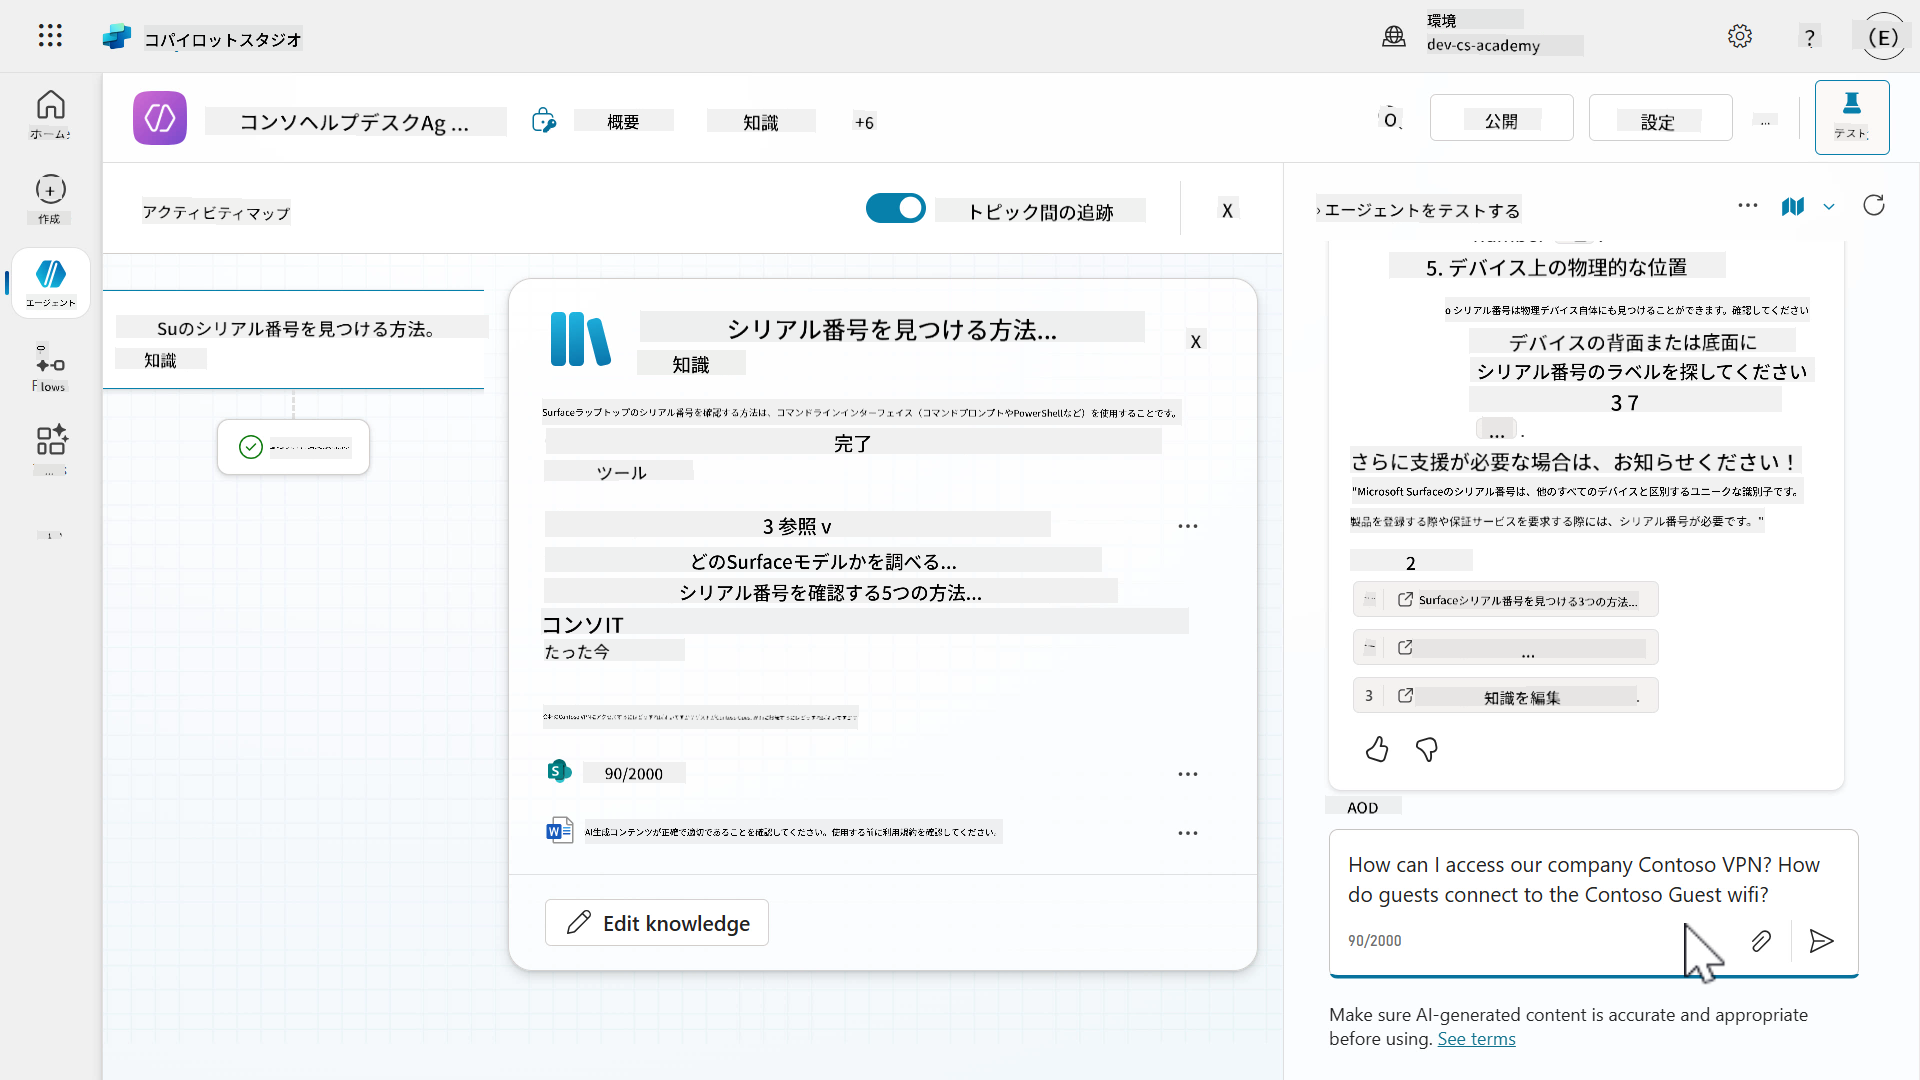 コパイロットスタジオ
環境
dev-cs-academy
?
(E)
ホーム
作成
エージェント
Flows
コンソヘルプデスクAg ...
概要
知識
+6
公開
設定
...
テスト
アクティビティマップ
トピック間の追跡
X
Suのシリアル番号を見つける方法。
知識
シリアル番号を見つける方法...
知識
X
Surfaceラップトップのシリアル番号を確認する方法は、コマンドラインインターフェイス（コマンドプロンプトやPowerShellなど）を使用することです。
完了
ツール
3 参照 v
どのSurfaceモデルかを調べる...
シリアル番号を確認する5つの方法...
コンソIT
たった今
90/2000
AI生成コンテンツが正確で適切であることを確認してください。使用する前に利用規約を確認してください。
Edit knowledge
エージェントをテストする
5. デバイス上の物理的な位置
o シリアル番号は物理デバイス自体にも見つけることができます。確認してください
デバイスの背面または底面に
シリアル番号のラベルを探してください
3 7
... .
さらに支援が必要な場合は、お知らせください！
"Microsoft Surfaceのシリアル番号は、他のすべてのデバイスと区別するユニークな識別子です。
製品を登録する際や保証サービスを要求する際には、シリアル番号が必要です。"
2
Surfaceシリアル番号を見つける3つの方法...
...
3 知識を編集 .
AOD
How can I access our company Contoso VPN? How
do guests connect to the Contoso Guest wifi?
90/2000
Make sure AI-generated content is accurate and appropriate
before using. See terms